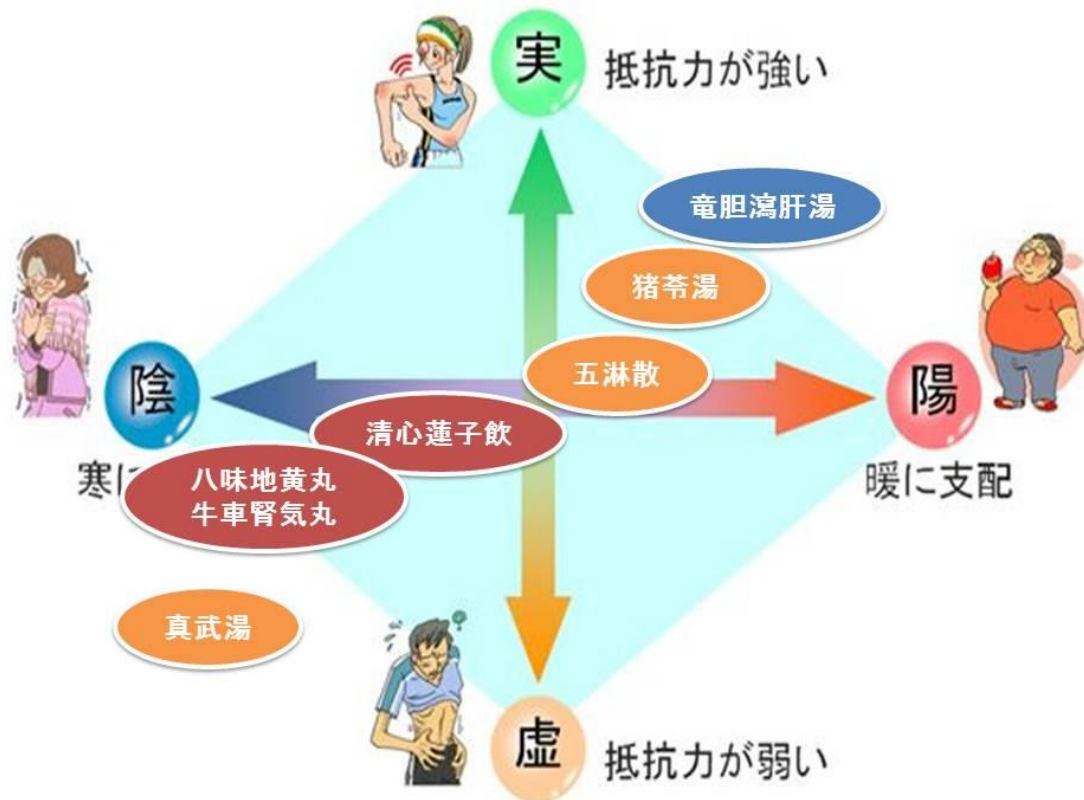 実
抵抗力が強い
竜胆瀉肝湯
猪苓湯
五淋散
陰
陽
清心蓮子飲
寒に
暖に支配
八味地黄丸
牛車腎気丸
真武湯
虚
抵抗力が弱い